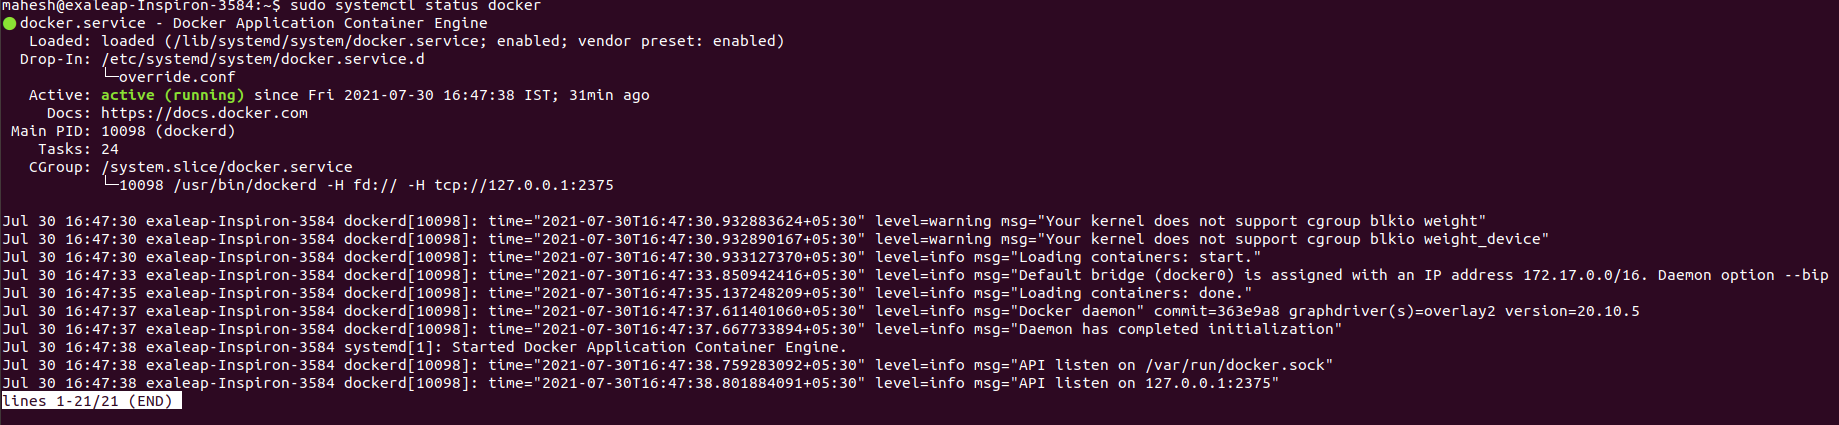 mahesh@exaleap-Inspiron-3584:~$ sudo systemctl status docker
● docker.service - Docker Application Container Engine
   Loaded: loaded (/lib/systemd/system/docker.service; enabled; vendor preset: enabled)
  Drop-In: /etc/systemd/system/docker.service.d
           └─override.conf
   Active: active (running) since Fri 2021-07-30 16:47:38 IST; 31min ago
     Docs: https://docs.docker.com
 Main PID: 10098 (dockerd)
    Tasks: 24
   CGroup: /system.slice/docker.service
           └─10098 /usr/bin/dockerd -H fd:// -H tcp://127.0.0.1:2375

Jul 30 16:47:30 exaleap-Inspiron-3584 dockerd[10098]: time="2021-07-30T16:47:30.932883624+05:30" level=warning msg="Your kernel does not support cgroup blkio weight"
Jul 30 16:47:30 exaleap-Inspiron-3584 dockerd[10098]: time="2021-07-30T16:47:30.932890167+05:30" level=warning msg="Your kernel does not support cgroup blkio weight_device"
Jul 30 16:47:30 exaleap-Inspiron-3584 dockerd[10098]: time="2021-07-30T16:47:30.933127370+05:30" level=info msg="Loading containers: start."
Jul 30 16:47:33 exaleap-Inspiron-3584 dockerd[10098]: time="2021-07-30T16:47:33.850942416+05:30" level=info msg="Default bridge (docker0) is assigned with an IP address 172.17.0.0/16. Daemon option --bip
Jul 30 16:47:35 exaleap-Inspiron-3584 dockerd[10098]: time="2021-07-30T16:47:35.137248209+05:30" level=info msg="Loading containers: done."
Jul 30 16:47:37 exaleap-Inspiron-3584 dockerd[10098]: time="2021-07-30T16:47:37.611401060+05:30" level=info msg="Docker daemon" commit=363e9a8 graphdriver(s)=overlay2 version=20.10.5
Jul 30 16:47:37 exaleap-Inspiron-3584 dockerd[10098]: time="2021-07-30T16:47:37.667733894+05:30" level=info msg="Daemon has completed initialization"
Jul 30 16:47:38 exaleap-Inspiron-3584 systemd[1]: Started Docker Application Container Engine.
Jul 30 16:47:38 exaleap-Inspiron-3584 dockerd[10098]: time="2021-07-30T16:47:38.759283092+05:30" level=info msg="API listen on /var/run/docker.sock"
Jul 30 16:47:38 exaleap-Inspiron-3584 dockerd[10098]: time="2021-07-30T16:47:38.801884091+05:30" level=info msg="API listen on 127.0.0.1:2375"
lines 1-21/21 (END)